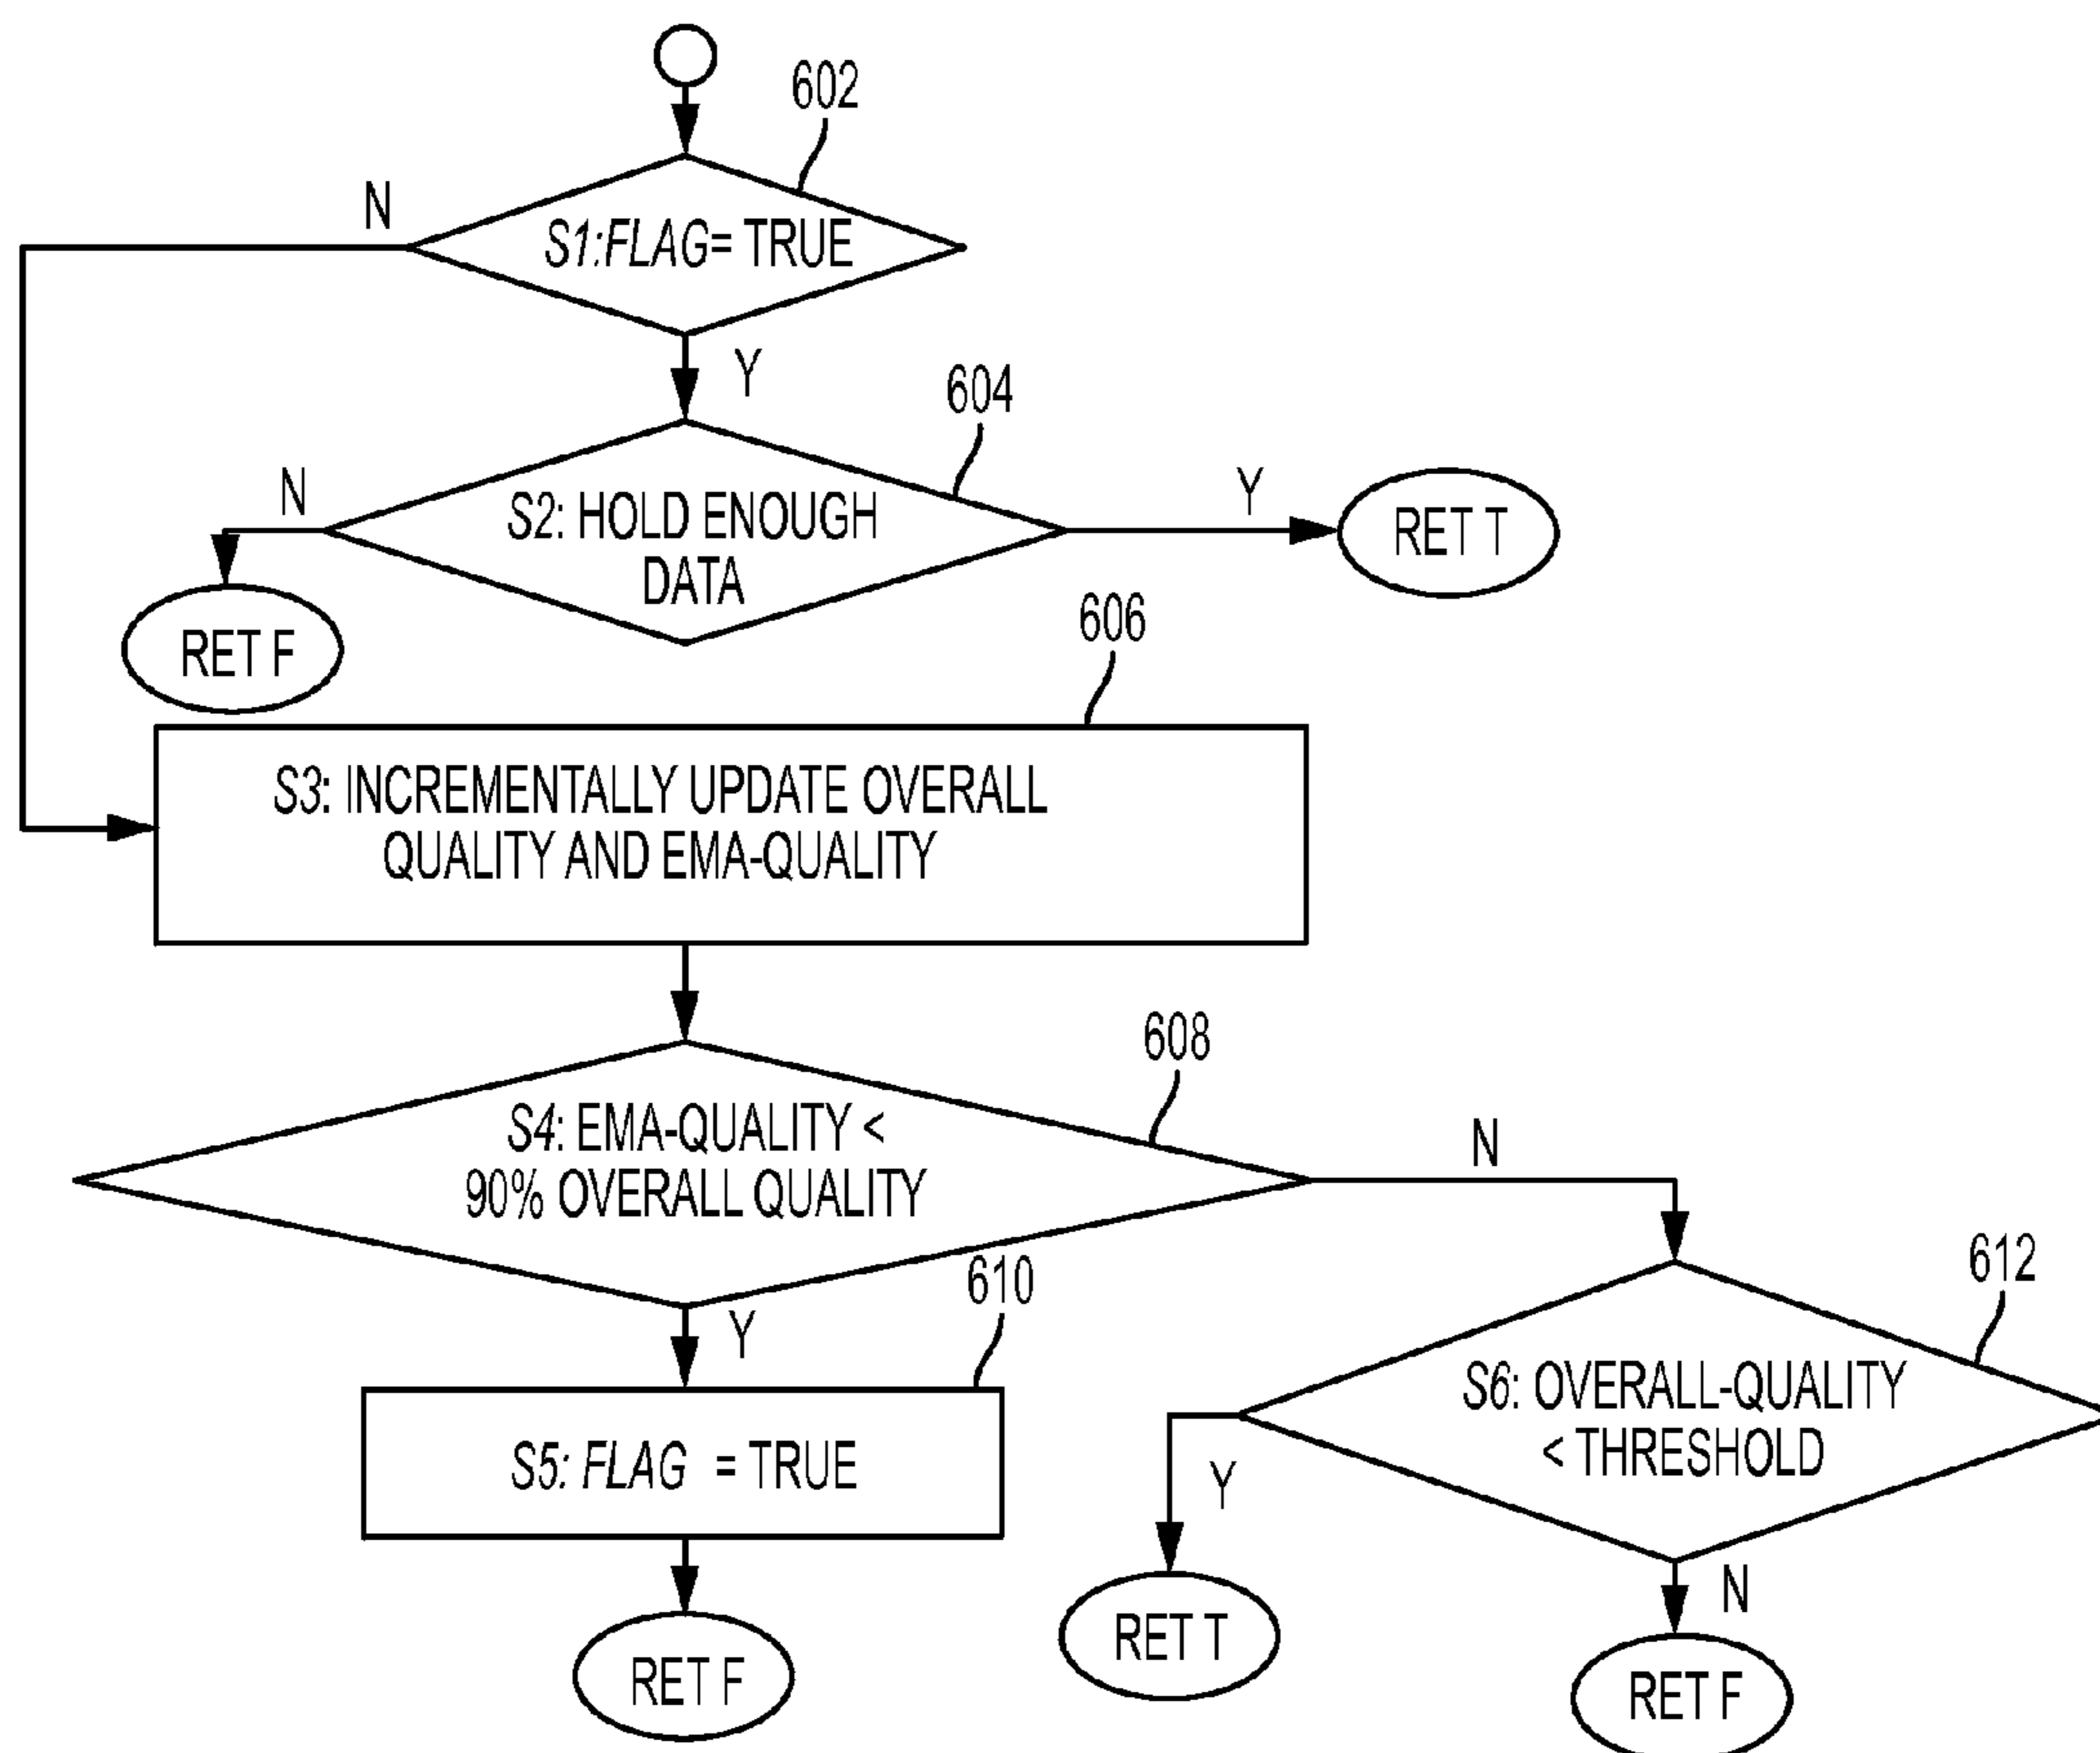 602
N
S1:FLAG= TRUE
Y
604
N
S2: HOLD ENOUGH
DATA
Y
RET T
RET F
606
S3: INCREMENTALLY UPDATE OVERALL
QUALITY AND EMA-QUALITY
608
S4: EMA-QUALITY <
90% OVERALL QUALITY
N
610
Y
612
S5: FLAG = TRUE
S6: OVERALL-QUALITY
< THRESHOLD
Y
N
RET F
RET T
RET F